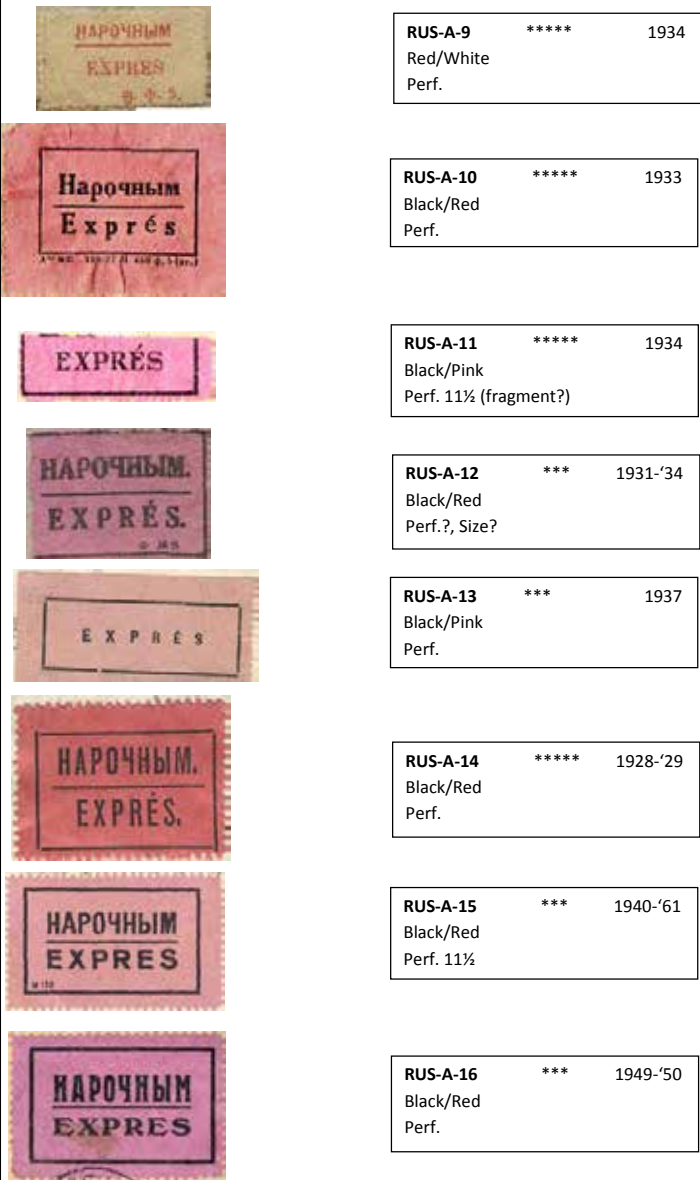 НАРОЧНЫМ
EXPRES
RUS-A-9 ***** 1934
Red/White
Perf.
Нарочным
Exprés
RUS-A-10 ***** 1933
Black/Red
Perf.
EXPRÉS
RUS-A-11 ***** 1934
Black/Pink
Perf. 11½ (fragment?)
НАРОЧНЫМ.
EXPRÉS.
RUS-A-12 *** 1931-‘34
Black/Red
Perf.?, Size?
EXPRÉS
RUS-A-13 *** 1937
Black/Pink
Perf.
НАРОЧНЫМ.
EXPRÉS.
RUS-A-14 ***** 1928-‘29
Black/Red
Perf.
НАРОЧНЫМ
EXPRES
RUS-A-15 *** 1940-‘61
Black/Red
Perf. 11½
НАРОЧНЫМ
EXPRES
RUS-A-16 *** 1949-‘50
Black/Red
Perf.